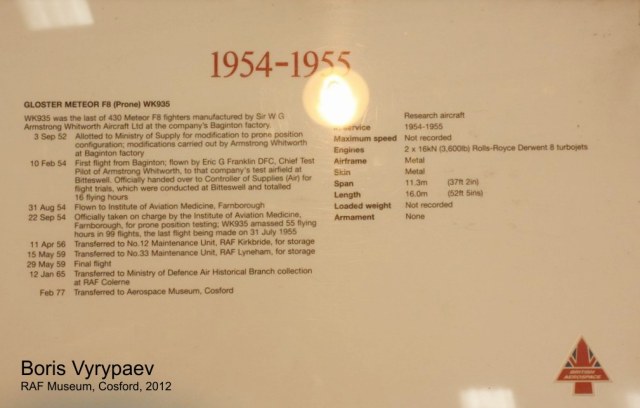 1954–1955
GLOSTER METEOR F8 (Prone) WK935
WK935 was the last of 430 Meteor F8 fighters manufactured by Sir W G
Armstrong Whitworth Aircraft Ltd at the company's Baginton factory.
3 Sep 52 Allotted to Ministry of Supply for modification to prone position
configuration; modifications carried out by Armstrong Whitworth
at Baginton factory
10 Feb 54 First flight from Baginton; flown by Eric G Franklin DFC, Chief Test
Pilot of Armstrong Whitworth, to that company's test airfield at
Bitteswell. Officially handed over to Controller of Supplies (Air) for
flight trials, which were conducted at Bitteswell and totalled
16 flying hours
31 Aug 54 Flown to Institute of Aviation Medicine, Farnborough
22 Sep 54 Officially taken on charge by the Institute of Aviation Medicine,
Farnborough, for prone position testing; WK935 amassed 55 flying
hours in 99 flights, the last flight being made on 31 July 1955
11 Apr 56 Transferred to No.12 Maintenance Unit, RAF Kirkbride, for storage
15 May 59 Transferred to No.33 Maintenance Unit, RAF Lyneham, for storage
29 May 59 Final flight
12 Jan 65 Transferred to Ministry of Defence Air Historical Branch collection
at RAF Colerne
Feb 77 Transferred to Aerospace Museum, Cosford
Research aircraft
service 1954-1955
Maximum speed Not recorded
Engines 2 x 16kN (3,600lb) Rolls-Royce Derwent 8 turbojets
Airframe Metal
Skin Metal
Span 11.3m (37ft 2in)
Length 16.0m (52ft 5ins)
Loaded weight Not recorded
Armament None
BRITISH
AEROSPACE
Boris Vyrypaev
RAF Museum, Cosford, 2012